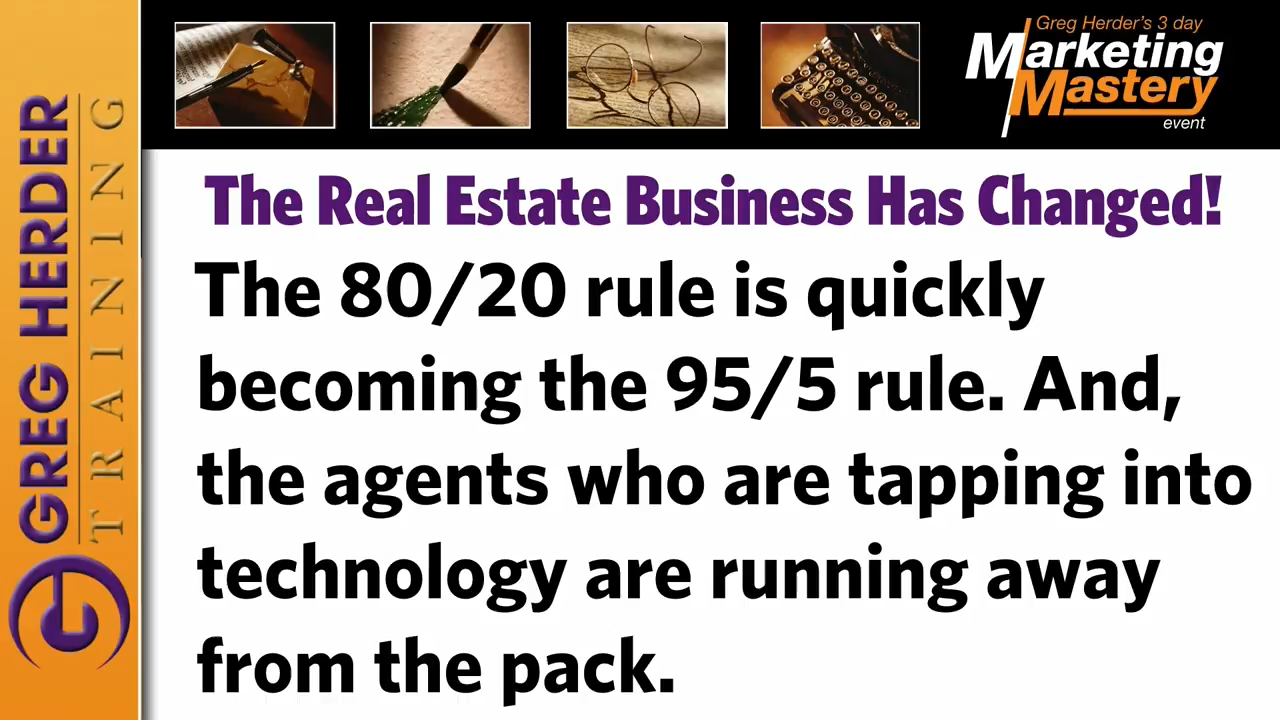 GREG HERDER
TRAINING
Greg Herder's 3 day
Marketing
Mastery
event
The Real Estate Business Has Changed!
The 80/20 rule is quickly
becoming the 95/5 rule. And,
the agents who are tapping into
technology are running away
from the pack.